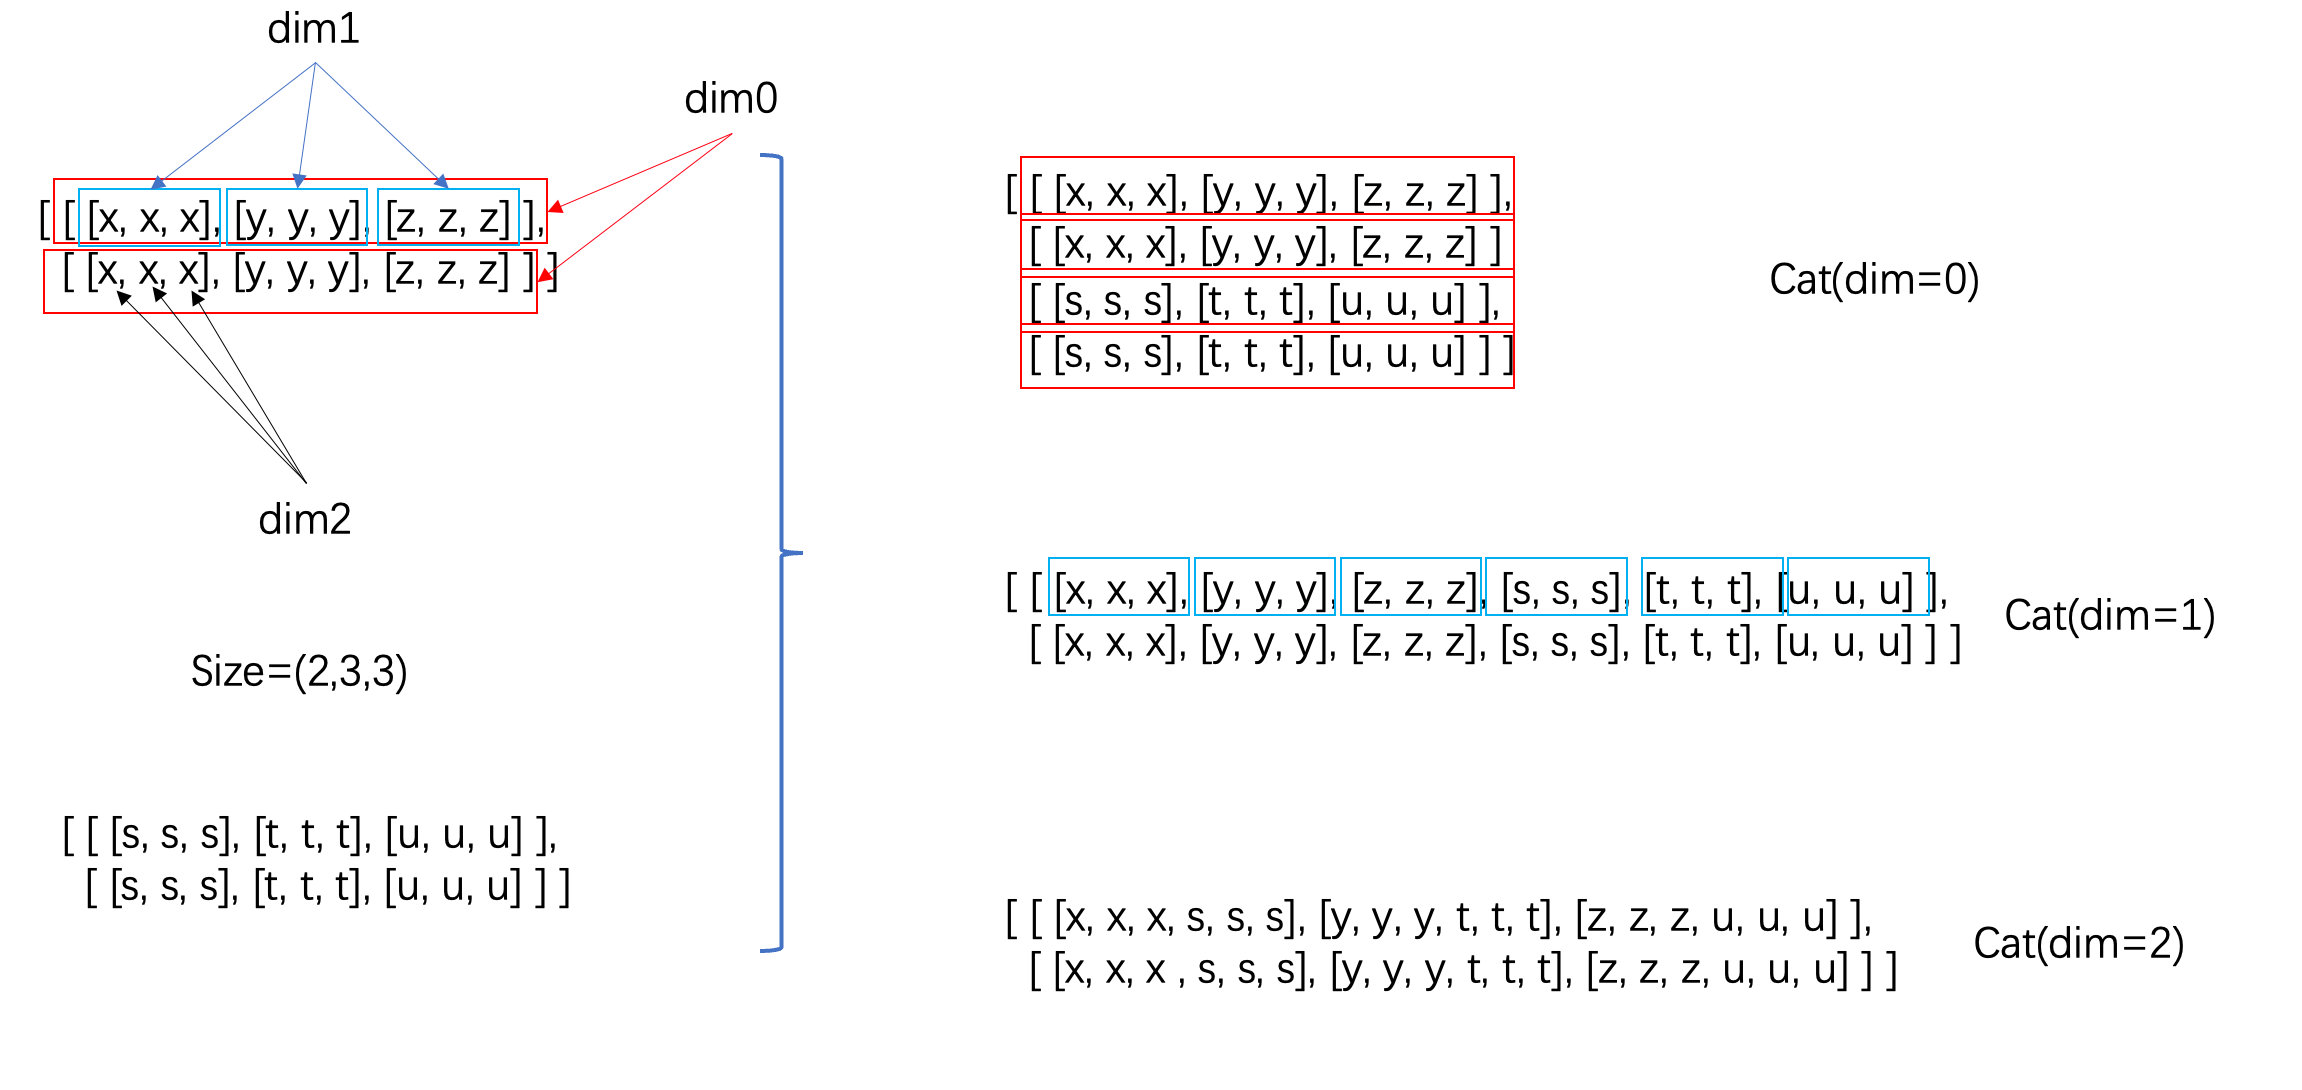 dim1
dim0
[ [ [x, x, x], [y, y, y], [z, z, z] ],
[ [x, x, x], [y, y, y], [z, z, z] ] ]
dim2
Size=(2,3,3)
[ [ [s, s, s], [t, t, t], [u, u, u] ],
[ [s, s, s], [t, t, t], [u, u, u] ] ]
[ [ [x, x, x], [y, y, y], [z, z, z] ],
[ [x, x, x], [y, y, y], [z, z, z] ]
[ [s, s, s], [t, t, t], [u, u, u] ],
[ [s, s, s], [t, t, t], [u, u, u] ] ]
Cat(dim=0)
[ [ [x, x, x], [y, y, y], [z, z, z], [s, s, s], [t, t, t], [u, u, u] ],
[ [x, x, x], [y, y, y], [z, z, z], [s, s, s], [t, t, t], [u, u, u] ] ]
Cat(dim=1)
[ [ [x, x, x, s, s, s], [y, y, y, t, t, t], [z, z, z, u, u, u] ],
[ [x, x, x , s, s, s], [y, y, y, t, t, t], [z, z, z, u, u, u] ] ]
Cat(dim=2)